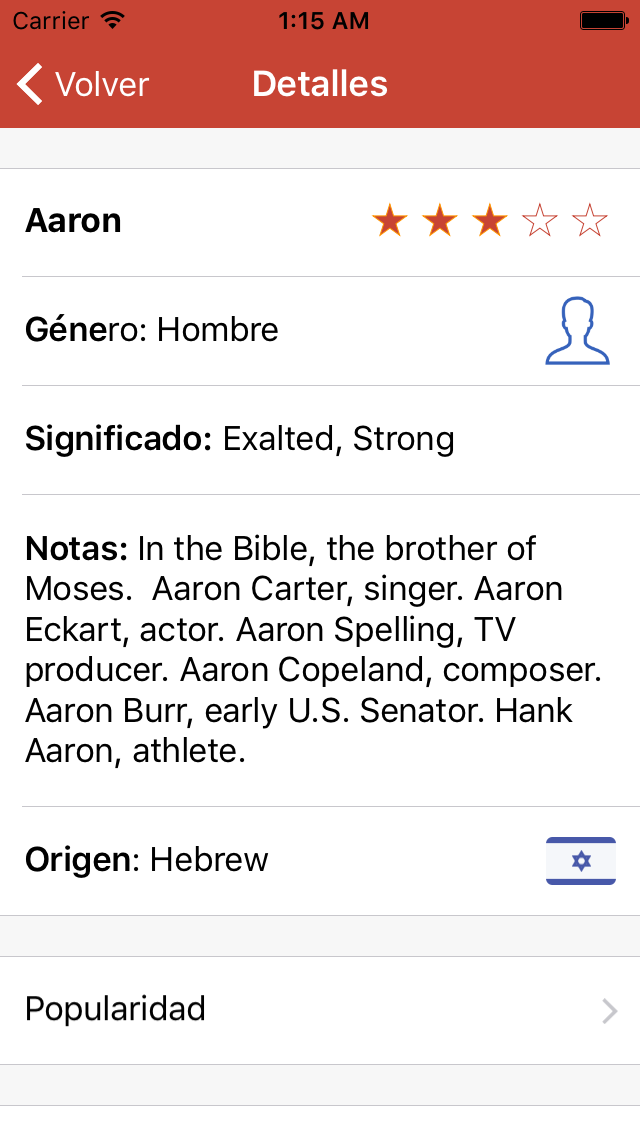 Carrier 1:15 AM
Volver Detalles
Aaron
Género: Hombre
Significado: Exalted, Strong
Notas: In the Bible, the brother of
Moses.  Aaron Carter, singer. Aaron
Eckart, actor. Aaron Spelling, TV
producer. Aaron Copeland, composer.
Aaron Burr, early U.S. Senator. Hank
Aaron, athlete.
Origen: Hebrew
Popularidad